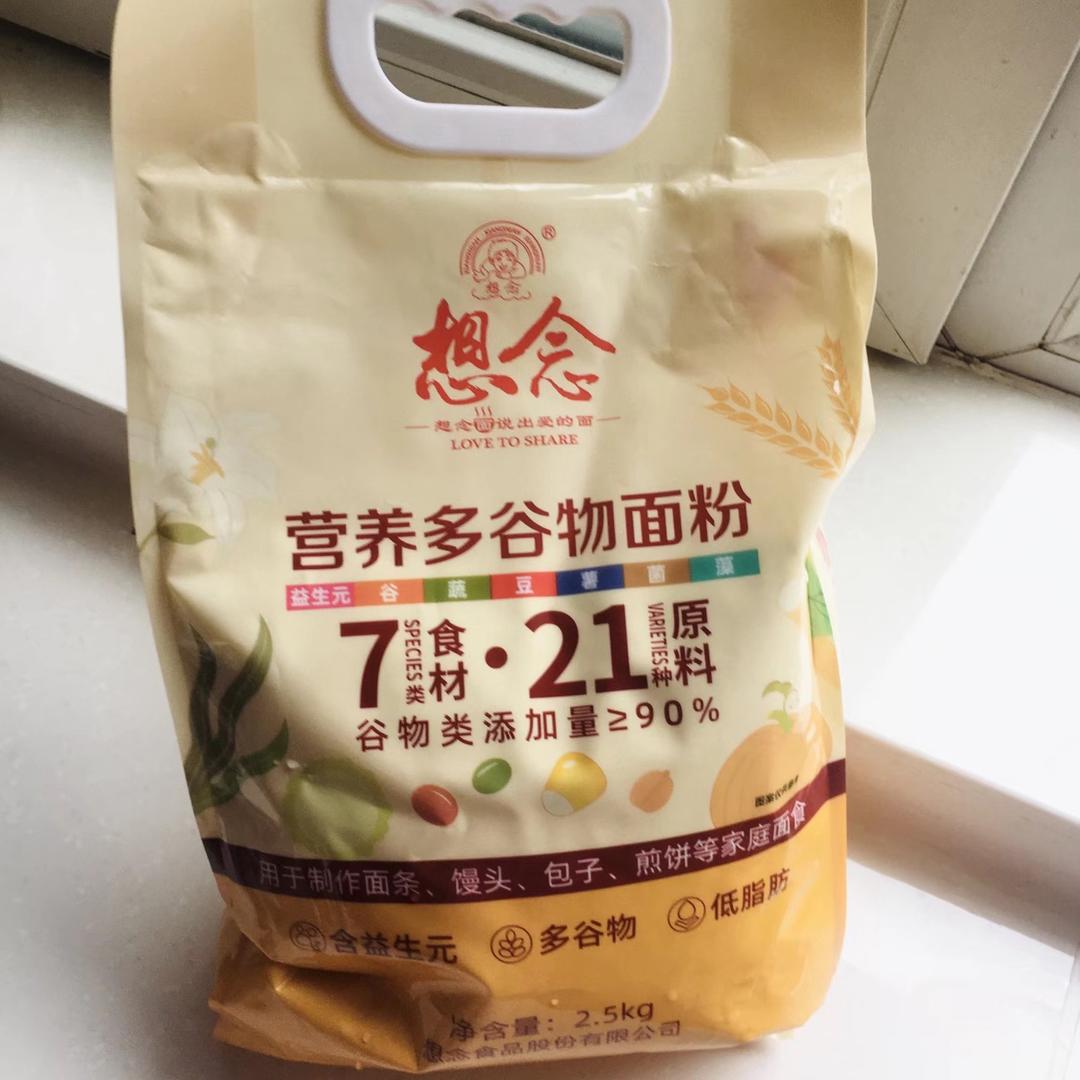 想念
®
想念
想念面说出爱的面
LOVE TO SHARE
营养多谷物面粉
益生元 谷 蔬 豆 薯 菌 藻
7 SPECIES 类 食材 · 21 VARIETIES 种 原料
谷物类添加量≥90%
用于制作面条、馒头、包子、煎饼等家庭面食
含益生元 多谷物 低脂肪
净含量：2.5kg
想念食品股份有限公司